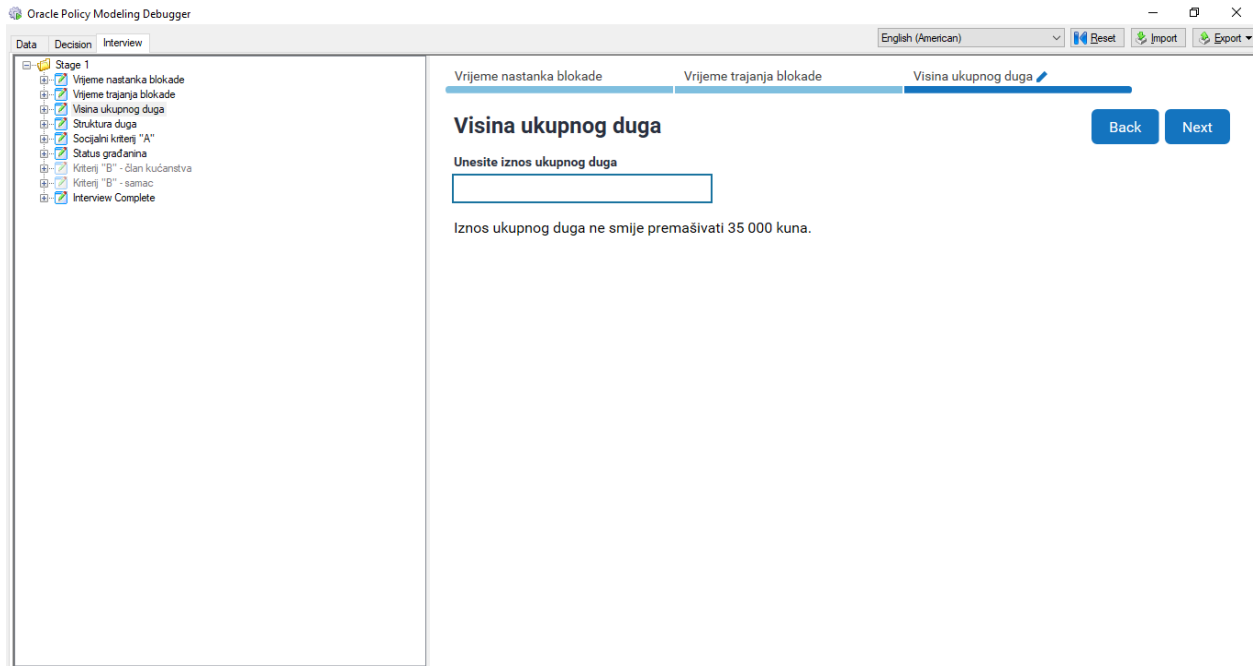 Oracle Policy Modeling Debugger
Data Decision Interview
English (American) Reset Import Export
Stage 1
Vrijeme nastanka blokade
Vrijeme trajanja blokade
Visina ukupnog duga
Struktura duga
Socijalni kriterij "A"
Status građanina
Kriterij "B" - član kućanstva
Kriterij "B" - samac
Interview Complete
Vrijeme nastanka blokade Vrijeme trajanja blokade Visina ukupnog duga
Visina ukupnog duga
Back Next
Unesite iznos ukupnog duga
Iznos ukupnog duga ne smije premašivati 35 000 kuna.